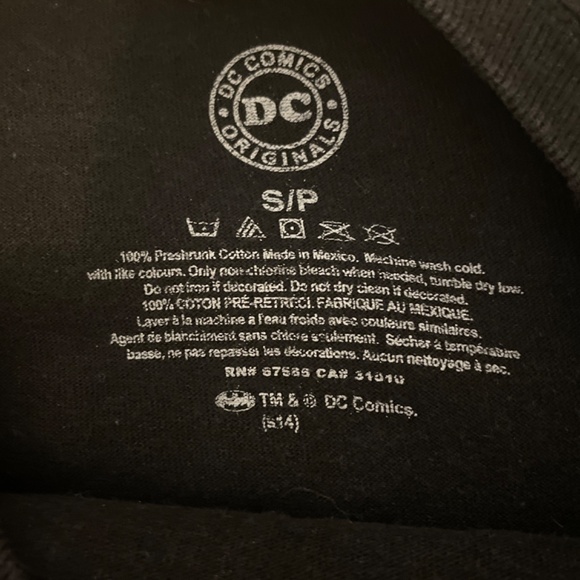 DC COMICS
DC
ORIGINALS
S/P
100% Preshrunk Cotton Made in Mexico. Machine wash cold.
with like colours. Only non-chlorine bleach when needed, tumble dry low.
Do not iron if decorated. Do not dry clean if decorated.
100% COTON PRÉ-RETRECI. FABRIQUE AU MEXIQUE.
Laver à la machine a l'eau froide avec couleurs similaires.
Agent de blanchiment sans chlore seulement. Sécher à température
basse, ne pas repasser les décorations. Aucun nettoyage à sec.
RN# CA#
TM & © DC Comics.
(s14)